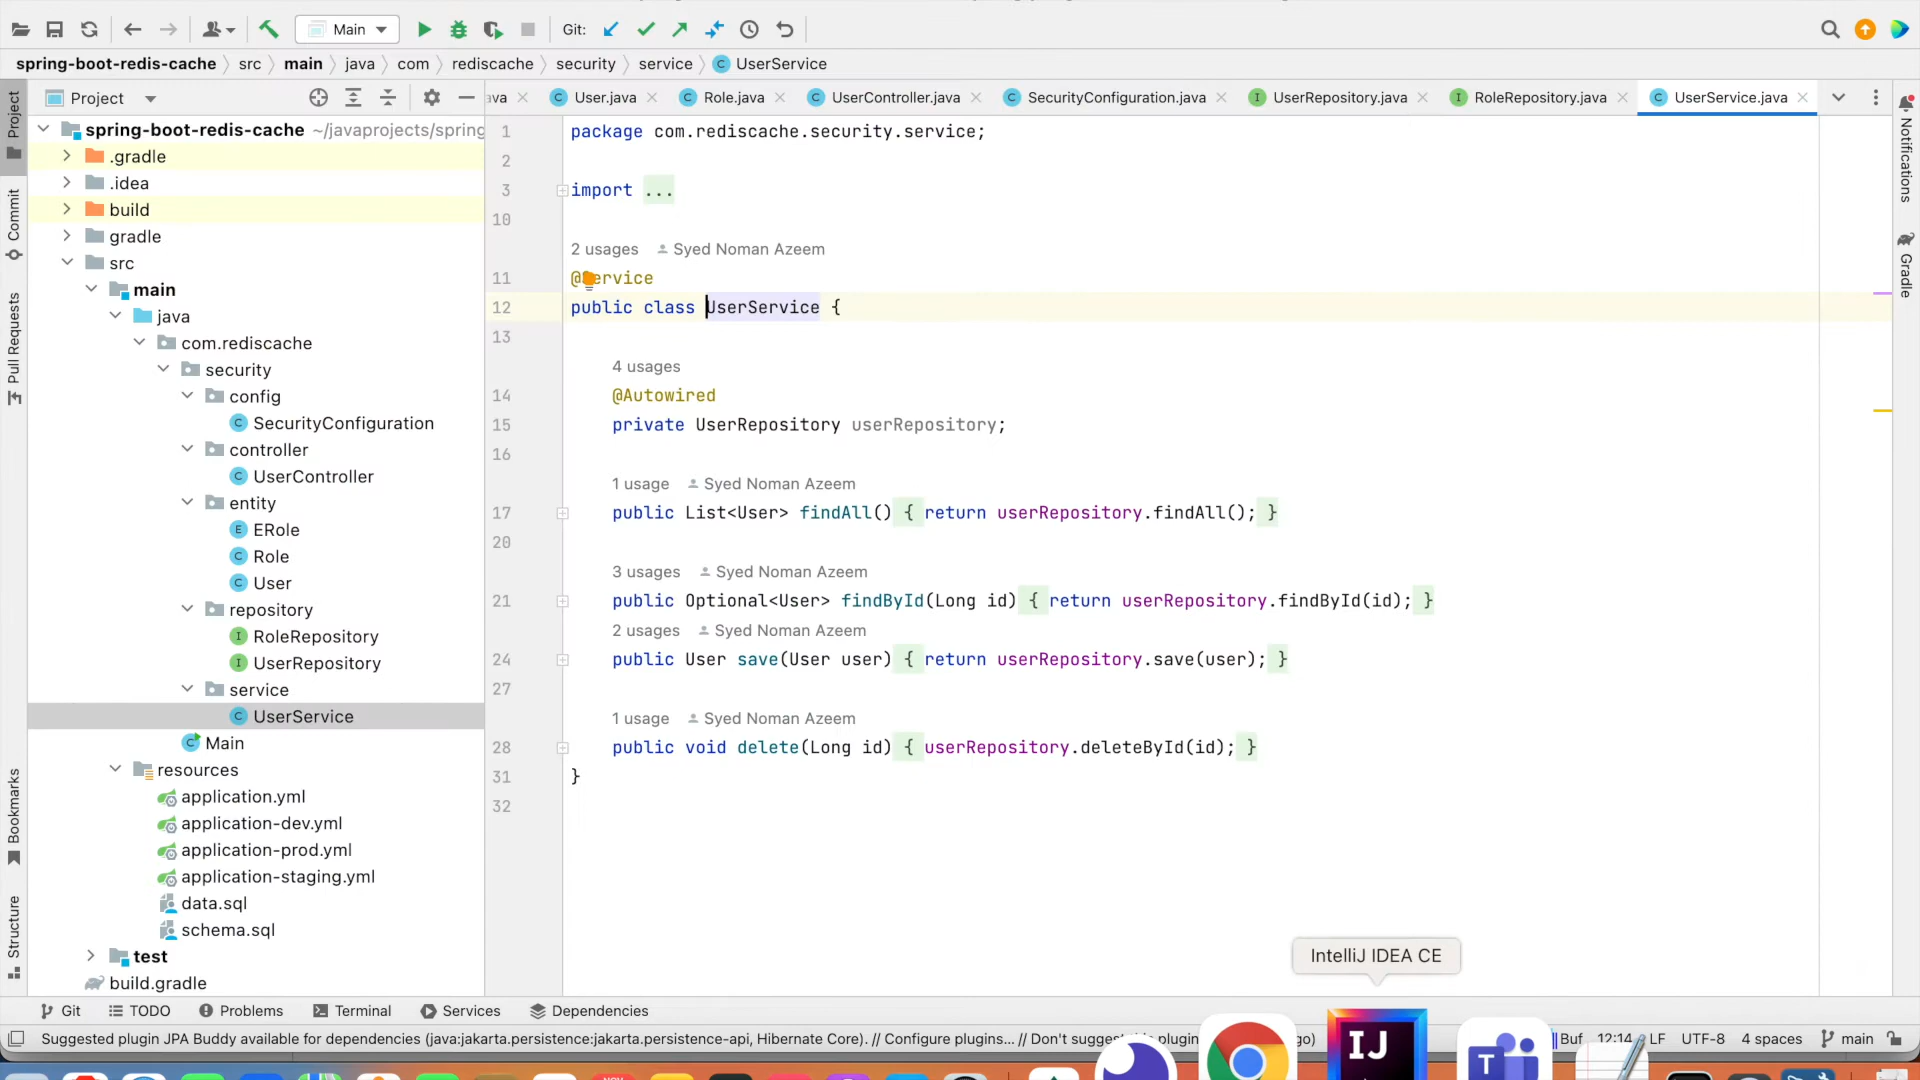 Main
Git:
spring-boot-redis-cache
src
main
java
com
rediscache
security
service
UserService
Project
ava
User.java
Role.java
UserController.java
SecurityConfiguration.java
UserRepository.java
RoleRepository.java
UserService.java
Project
Commit
Pull Requests
Bookmarks
Structure
spring-boot-redis-cache ~/javaprojects/spring
.gradle
.idea
build
gradle
src
main
java
com.rediscache
security
config
SecurityConfiguration
controller
UserController
entity
ERole
Role
User
repository
RoleRepository
UserRepository
service
UserService
Main
resources
application.yml
application-dev.yml
application-prod.yml
application-staging.yml
data.sql
schema.sql
test
build.gradle
1 package com.rediscache.security.service;
2
3 import ...
10
2 usages Syed Noman Azeem
11 @Service
12 public class UserService {
13
4 usages
14 @Autowired
15 private UserRepository userRepository;
16
1 usage Syed Noman Azeem
17 public List<User> findAll() { return userRepository.findAll(); }
20
3 usages Syed Noman Azeem
21 public Optional<User> findById(Long id) { return userRepository.findById(id); }
2 usages Syed Noman Azeem
24 public User save(User user) { return userRepository.save(user); }
27
1 usage Syed Noman Azeem
28 public void delete(Long id) { userRepository.deleteById(id); }
31 }
32
Notifications
Gradle
IntelliJ IDEA CE
Git
TODO
Problems
Terminal
Services
Dependencies
Suggested plugin JPA Buddy available for dependencies (java:jakarta.persistence:jakarta.persistence-api, Hibernate Core). // Configure plugins... // Don't sugges
plugin
go)
Buf
12:14
LF
UTF-8
4 spaces
main
IJ
T
NOV